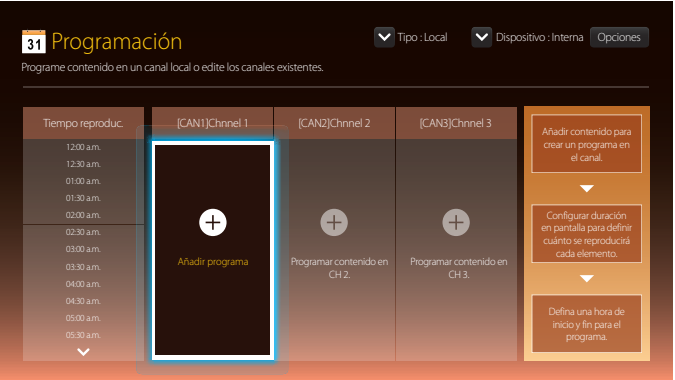 31 Programación
Tipo : Local
Dispositivo : Interna
Opciones
Programe contenido en un canal local o edite los canales existentes.
Tiempo reproduc.
[CAN1]Chnnel 1
[CAN2]Chnnel 2
[CAN3]Chnnel 3
12:00 a.m.
12:30 a.m.
01:00 a.m.
01:30 a.m.
02:00 a.m.
02:30 a.m.
03:00 a.m.
03:30 a.m.
04:00 a.m.
04:30 a.m.
05:00 a.m.
05:30 a.m.
Añadir programa
Programar contenido en
CH 2.
Programar contenido en
CH 3.
Añadir contenido para
crear un programa en
el canal.
Configurar duración
en pantalla para definir
cuánto se reproducirá
cada elemento.
Defina una hora de
inicio y fin para el
programa.